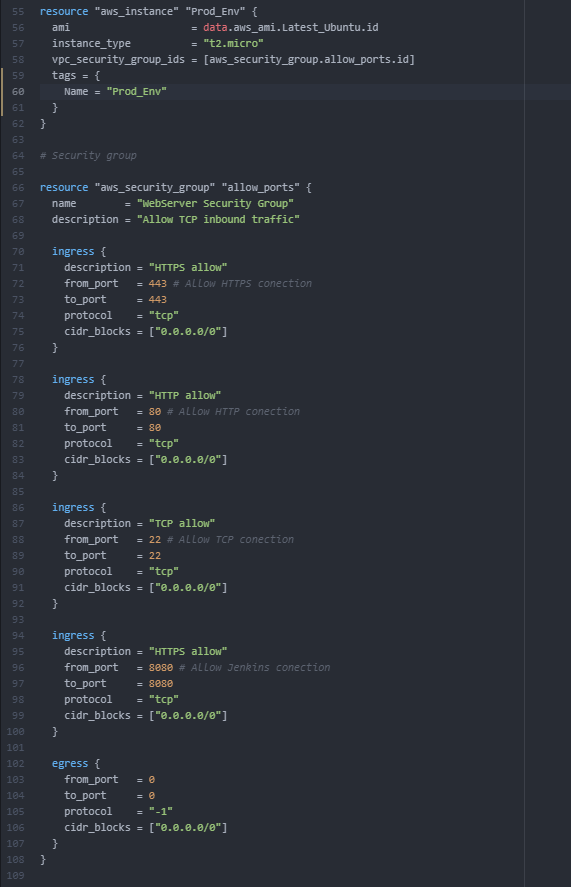 55 resource "aws_instance" "Prod_Env" {
56   ami                    = data.aws_ami.Latest_Ubuntu.id
57   instance_type          = "t2.micro"
58   vpc_security_group_ids = [aws_security_group.allow_ports.id]
59   tags = {
60     Name = "Prod_Env"
61   }
62 }
63
64 # Security group
65
66 resource "aws_security_group" "allow_ports" {
67   name        = "WebServer Security Group"
68   description = "Allow TCP inbound traffic"
69
70   ingress {
71     description = "HTTPS allow"
72     from_port   = 443 # Allow HTTPS conection
73     to_port     = 443
74     protocol    = "tcp"
75     cidr_blocks = ["0.0.0.0/0"]
76   }
77
78   ingress {
79     description = "HTTP allow"
80     from_port   = 80 # Allow HTTP conection
81     to_port     = 80
82     protocol    = "tcp"
83     cidr_blocks = ["0.0.0.0/0"]
84   }
85
86   ingress {
87     description = "TCP allow"
88     from_port   = 22 # Allow TCP conection
89     to_port     = 22
90     protocol    = "tcp"
91     cidr_blocks = ["0.0.0.0/0"]
92   }
93
94   ingress {
95     description = "HTTPS allow"
96     from_port   = 8080 # Allow Jenkins conection
97     to_port     = 8080
98     protocol    = "tcp"
99     cidr_blocks = ["0.0.0.0/0"]
100   }
101
102   egress {
103     from_port   = 0
104     to_port     = 0
105     protocol    = "-1"
106     cidr_blocks = ["0.0.0.0/0"]
107   }
108 }
109